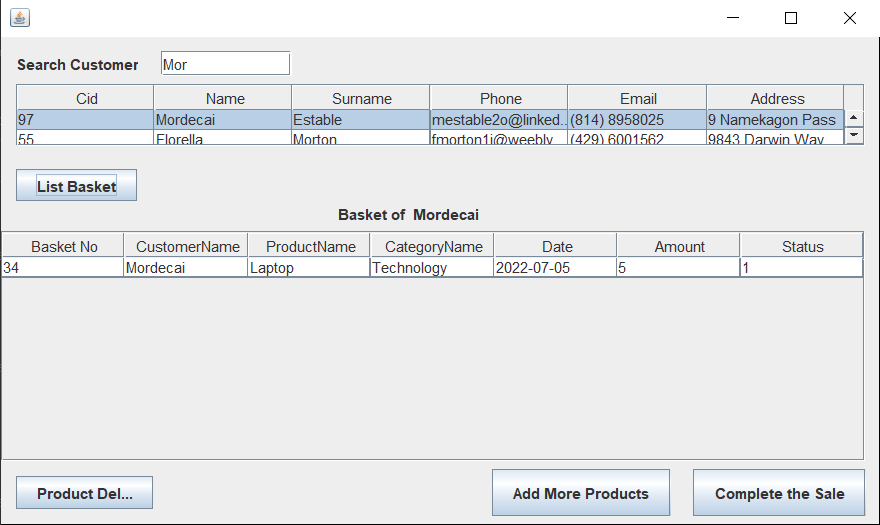 Search Customer Mor
Cid Name Surname Phone Email Address
97 Mordecai Estable mestable2o@linked... (814) 8958025 9 Namekagon Pass
55 Florella Morton fmorton1j@weebly (429) 6001562 9843 Darwin Way
List Basket
Basket of Mordecai
Basket No CustomerName ProductName CategoryName Date Amount Status
34 Mordecai Laptop Technology 2022-07-05 5 1
Product Del... Add More Products Complete the Sale